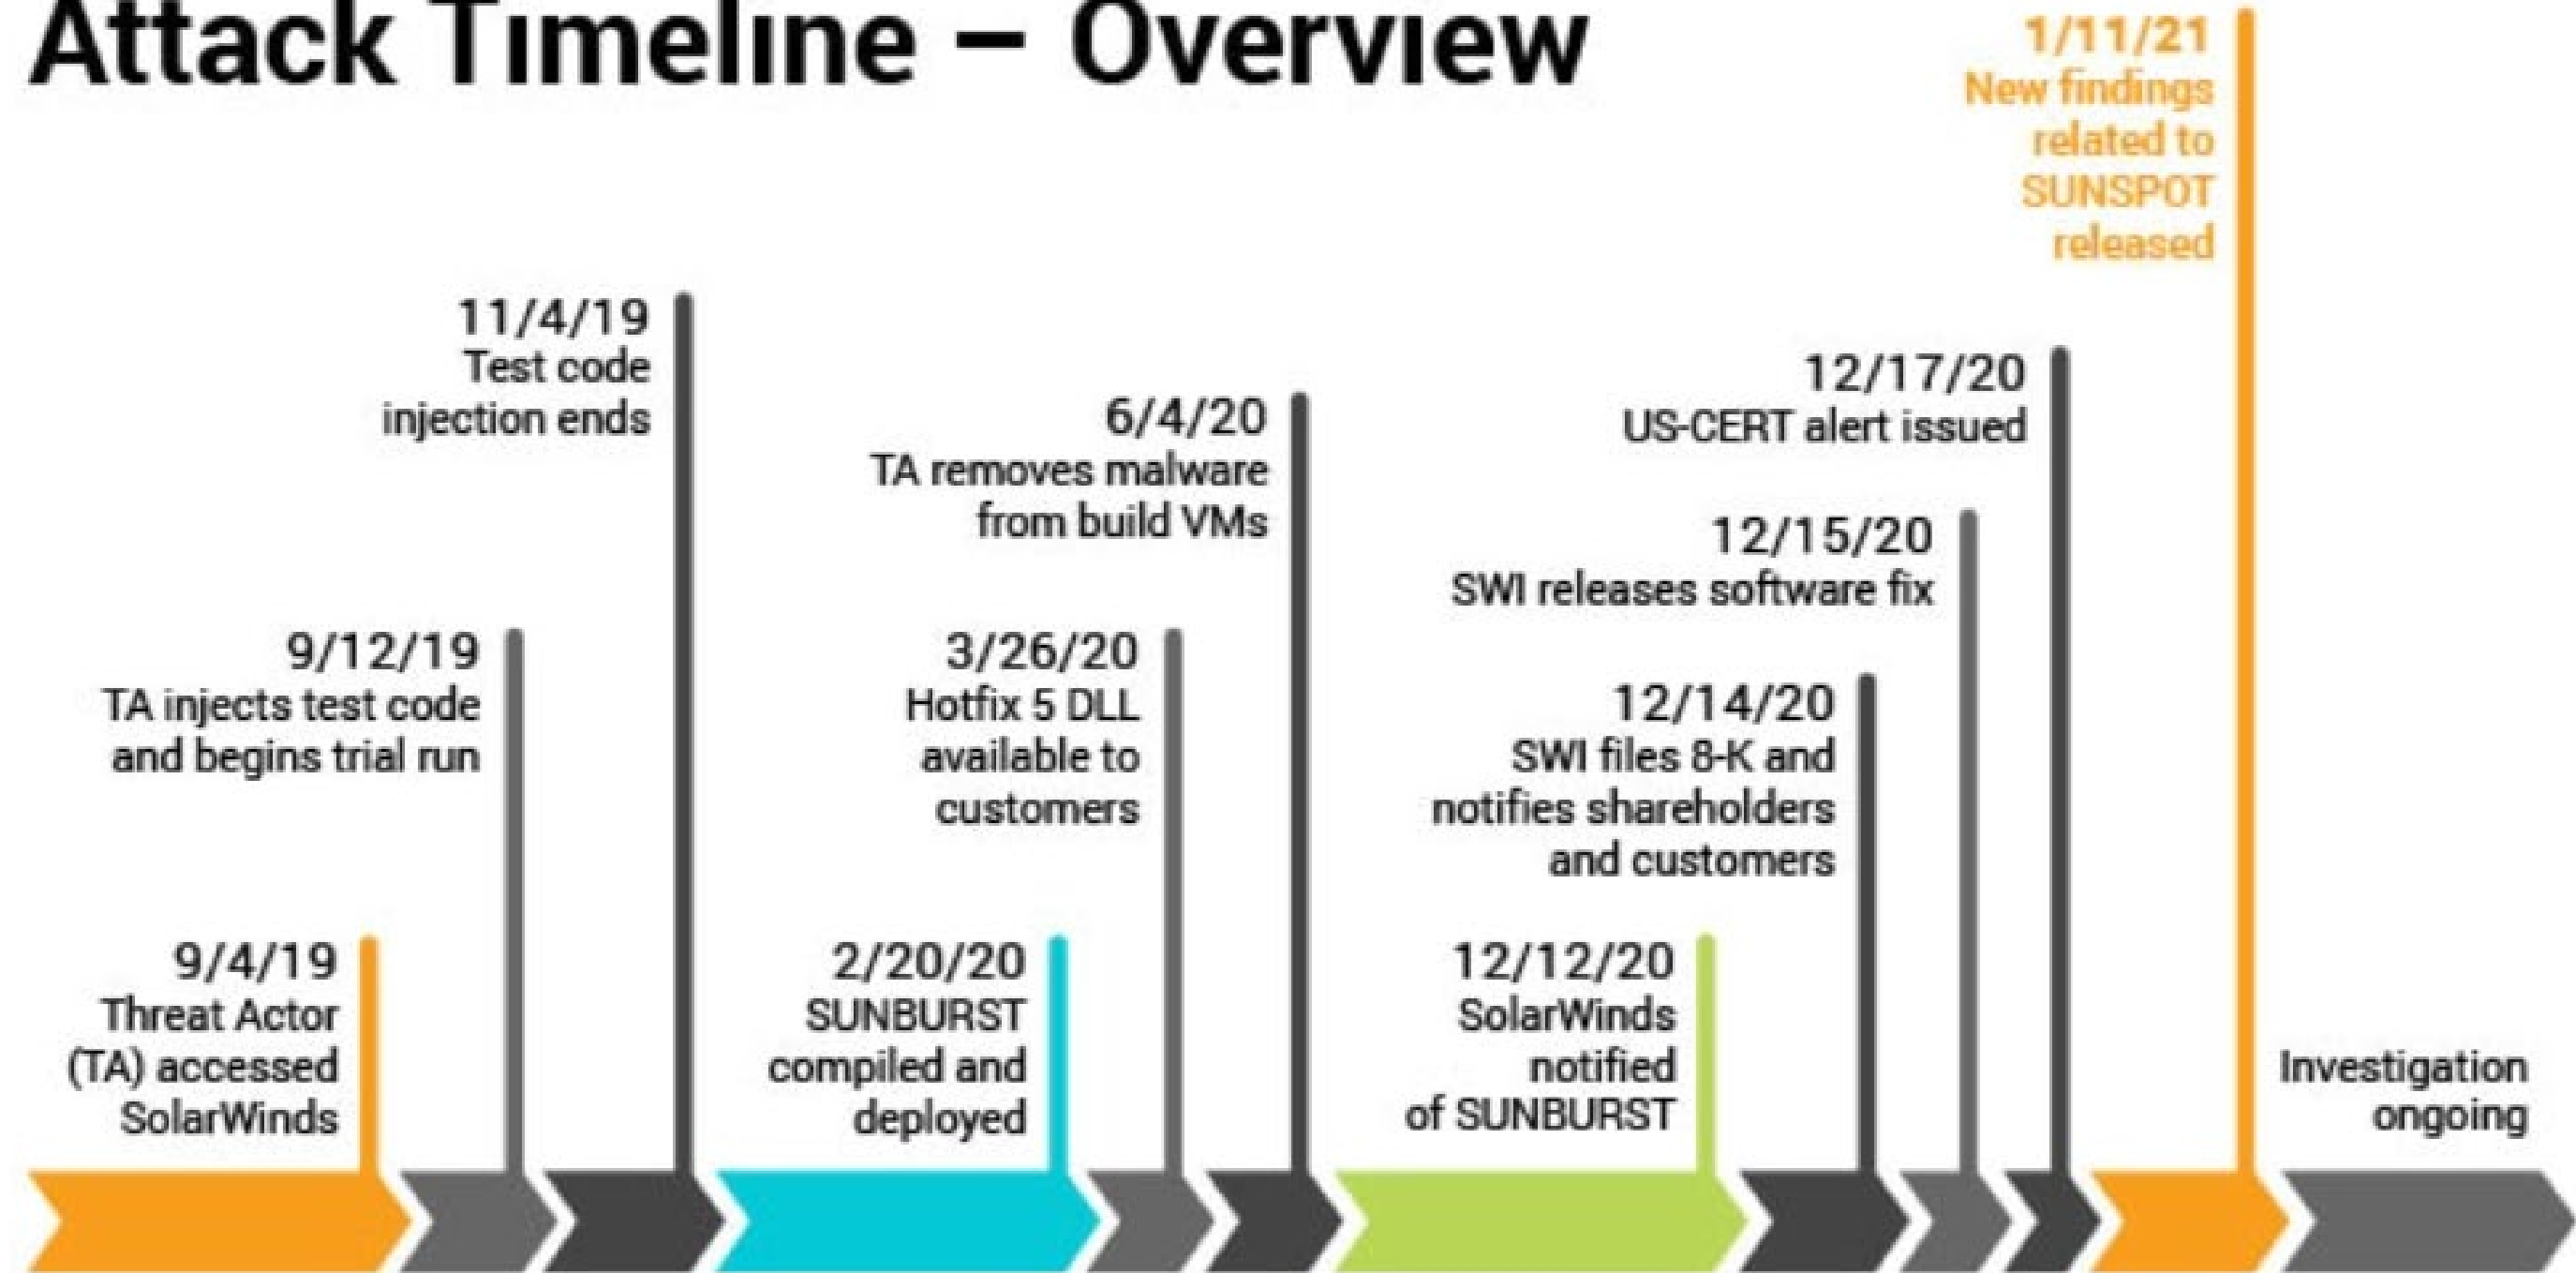 Attack Timeline – Overview
9/4/19
Threat Actor
(TA) accessed
SolarWinds
9/12/19
TA injects test code
and begins trial run
11/4/19
Test code
injection ends
2/20/20
SUNBURST
compiled and
deployed
3/26/20
Hotfix 5 DLL
available to
customers
6/4/20
TA removes malware
from build VMs
12/12/20
SolarWinds
notified
of SUNBURST
12/14/20
SWI files 8-K and
notifies shareholders
and customers
12/15/20
SWI releases software fix
12/17/20
US-CERT alert issued
1/11/21
New findings
related to
SUNSPOT
released
Investigation
ongoing